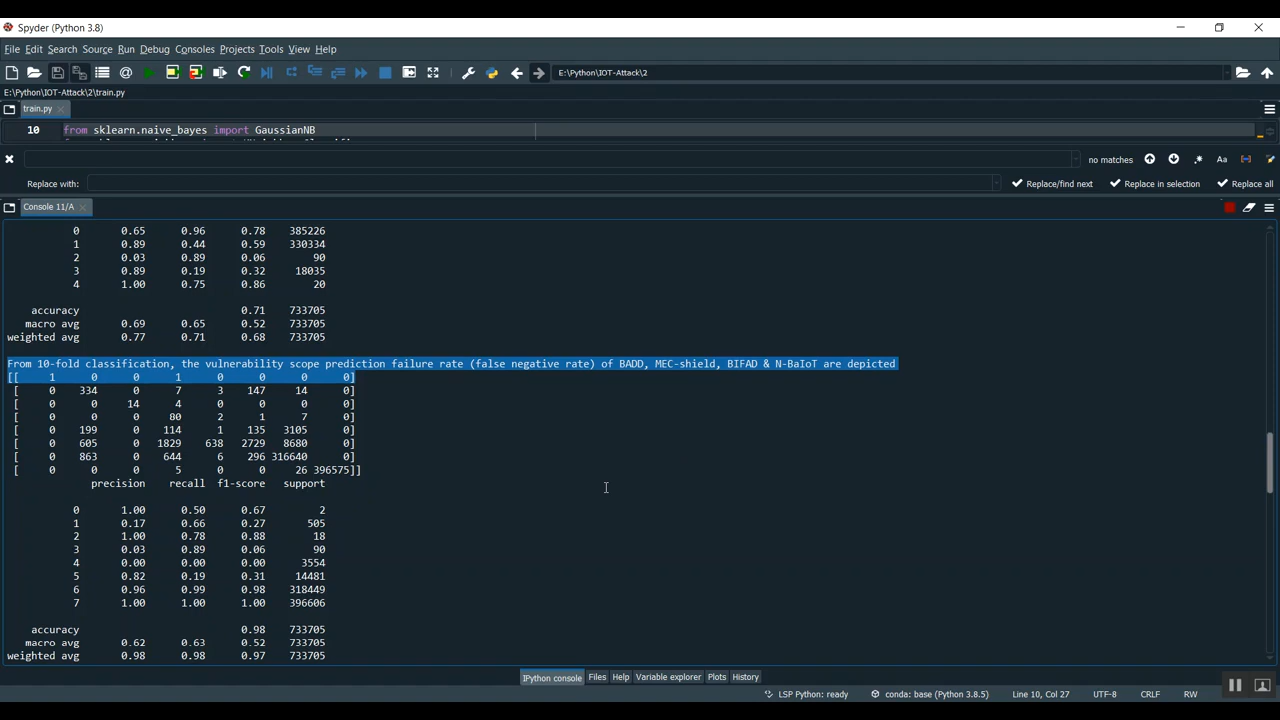 Spyder (Python 3.8)
File Edit Search Source Run Debug Consoles Projects Tools View Help
E:\Python\IOT-Attack\2
E:\Python\IOT-Attack\2\train.py
train.py
10 from sklearn.naive_bayes import GaussianNB
no matches
Aa
Replace with:
Replace/find next Replace in selection Replace all
Console 11/A
0 0.65 0.96 0.78 385226
1 0.89 0.44 0.59 330334
2 0.03 0.89 0.06 90
3 0.89 0.19 0.32 18035
4 1.00 0.75 0.86 20
accuracy 0.71 733705
macro avg 0.69 0.65 0.52 733705
weighted avg 0.77 0.71 0.68 733705
From 10-fold classification, the vulnerability scope prediction failure rate (false negative rate) of BADD, MEC-shield, BIFAD & N-BaIoT are depicted
[[ 1 0 0 1 0 0 0 0]
[ 0 334 0 7 3 147 14 0]
[ 0 0 14 4 0 0 0 0]
[ 0 0 0 80 2 1 7 0]
[ 0 199 0 114 1 135 3105 0]
[ 0 605 0 1829 638 2729 8680 0]
[ 0 863 0 644 6 296 316640 0]
[ 0 0 0 5 0 0 26 396575]]
precision recall f1-score support
0 1.00 0.50 0.67 2
1 0.17 0.66 0.27 505
2 1.00 0.78 0.88 18
3 0.03 0.89 0.06 90
4 0.00 0.00 0.00 3554
5 0.82 0.19 0.31 14481
6 0.96 0.99 0.98 318449
7 1.00 1.00 1.00 396606
accuracy 0.98 733705
macro avg 0.62 0.63 0.52 733705
weighted avg 0.98 0.98 0.97 733705
IPython console Files Help Variable explorer Plots History
LSP Python: ready conda: base (Python 3.8.5) Line 10, Col 27 UTF-8 CRLF RW